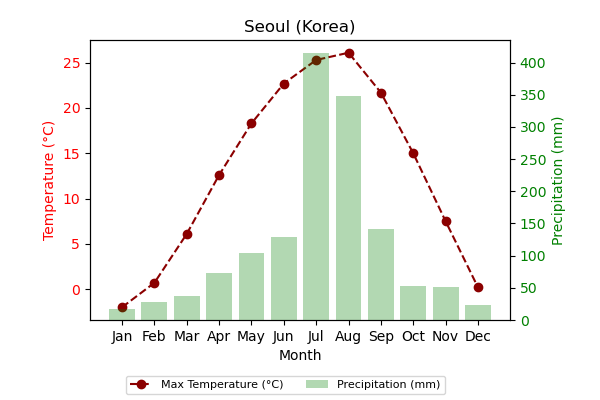 Seoul (Korea)
Temperature (°C)
25
20
15
10
5
0
400
350
300
250
200
150
100
50
0
Precipitation (mm)
Jan Feb Mar Apr May Jun Jul Aug Sep Oct Nov Dec
Month
Max Temperature (°C) Precipitation (mm)